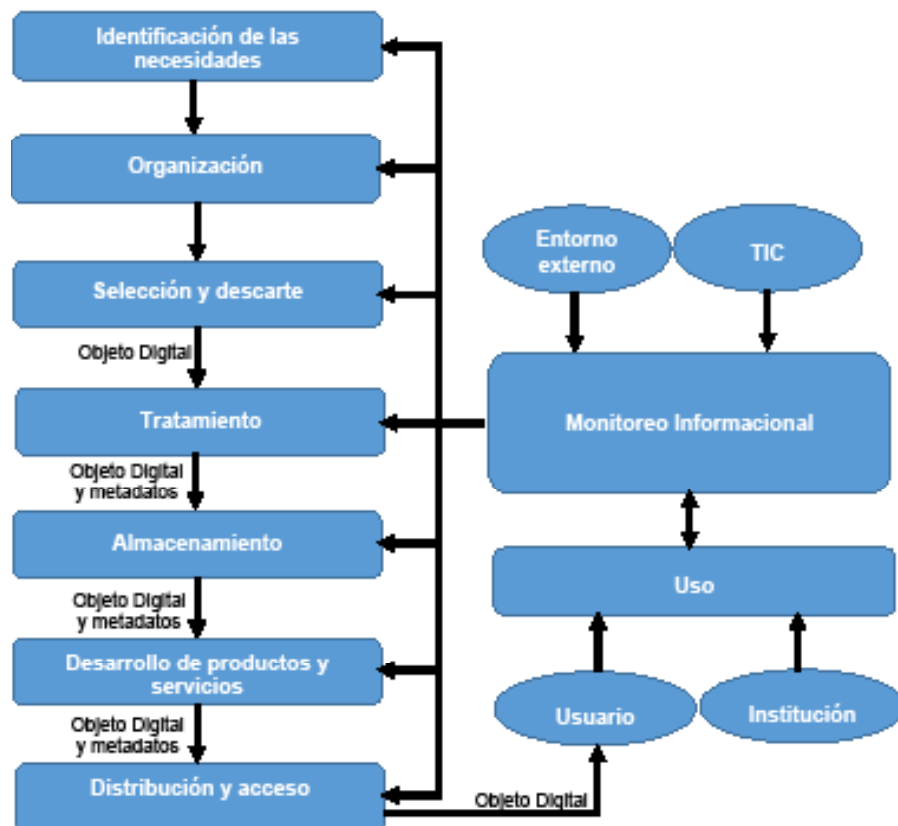 Identificación de las
necesidades
Organización
Selección y descarte
Objeto Digital
Tratamiento
Objeto Digital
y metadatos
Almacenamiento
Objeto Digital
y metadatos
Desarrollo de productos y
servicios
Objeto Digital
y metadatos
Distribución y acceso
Objeto Digital
Entorno
externo
TIC
Monitoreo Informacional
Uso
Usuario
Institución